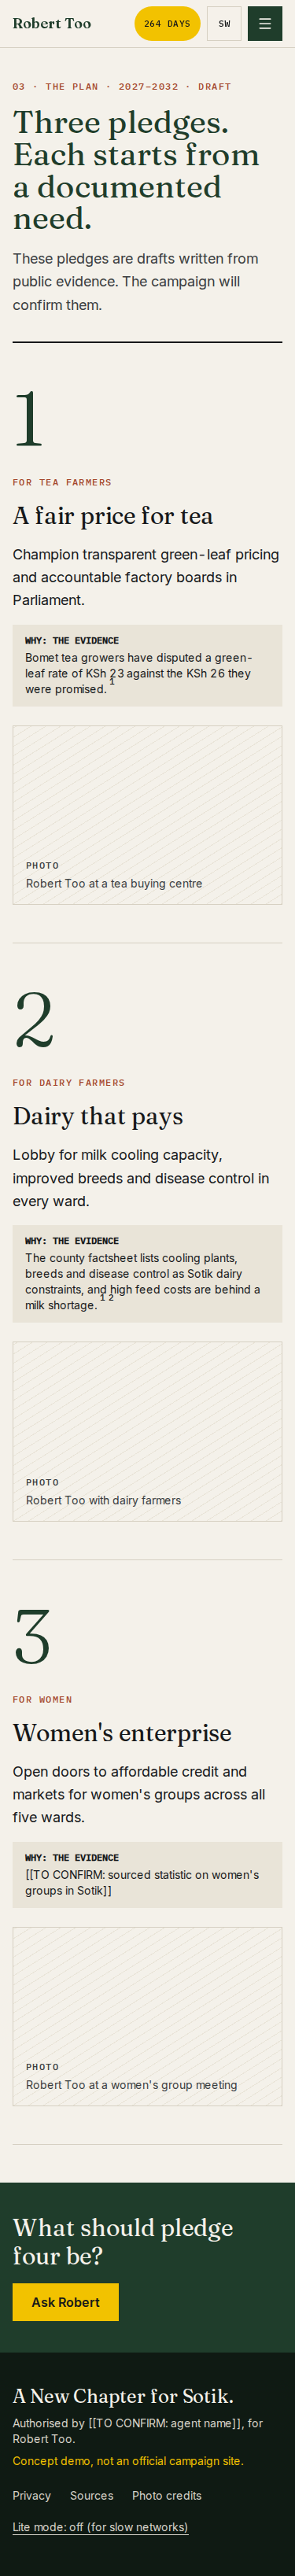 Robert Too
264 DAYS
SW
03 · THE PLAN · 2027–2032 · DRAFT
Three pledges.
Each starts from
a documented
need.
These pledges are drafts written from
public evidence. The campaign will
confirm them.
1
FOR TEA FARMERS
A fair price for tea
Champion transparent green-leaf pricing
and accountable factory boards in
Parliament.
WHY: THE EVIDENCE
Bomet tea growers have disputed a green-
leaf rate of KSh 23 against the KSh 26 they
were promised. 1
PHOTO
Robert Too at a tea buying centre
2
FOR DAIRY FARMERS
Dairy that pays
Lobby for milk cooling capacity,
improved breeds and disease control in
every ward.
WHY: THE EVIDENCE
The county factsheet lists cooling plants,
breeds and disease control as Sotik dairy
constraints, and high feed costs are behind a
milk shortage. 1 2
PHOTO
Robert Too with dairy farmers
3
FOR WOMEN
Women's enterprise
Open doors to affordable credit and
markets for women's groups across all
five wards.
WHY: THE EVIDENCE
[[TO CONFIRM: sourced statistic on women's
groups in Sotik]]
PHOTO
Robert Too at a women's group meeting
What should pledge
four be?
Ask Robert
A New Chapter for Sotik.
Authorised by [[TO CONFIRM: agent name]], for
Robert Too.
Concept demo, not an official campaign site.
Privacy Sources Photo credits
Lite mode: off (for slow networks)